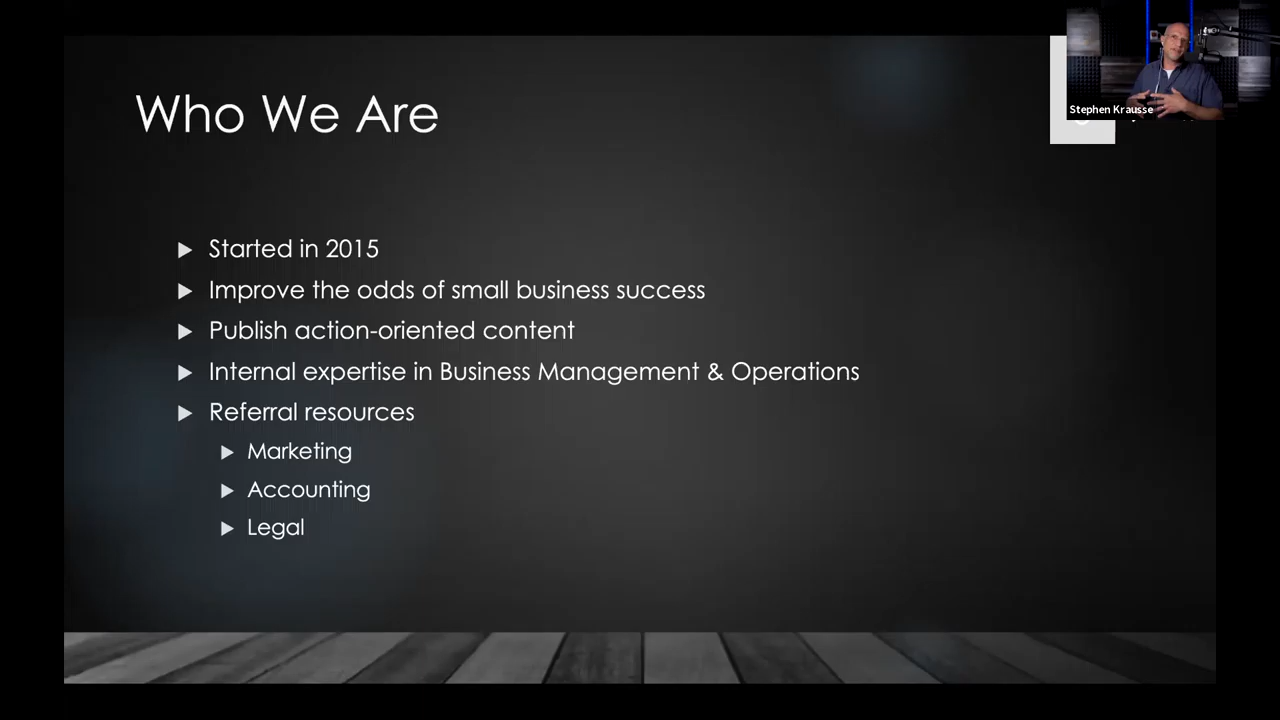 Who We Are
Stephen Krausse
Started in 2015
Improve the odds of small business success
Publish action-oriented content
Internal expertise in Business Management & Operations
Referral resources
Marketing
Accounting
Legal